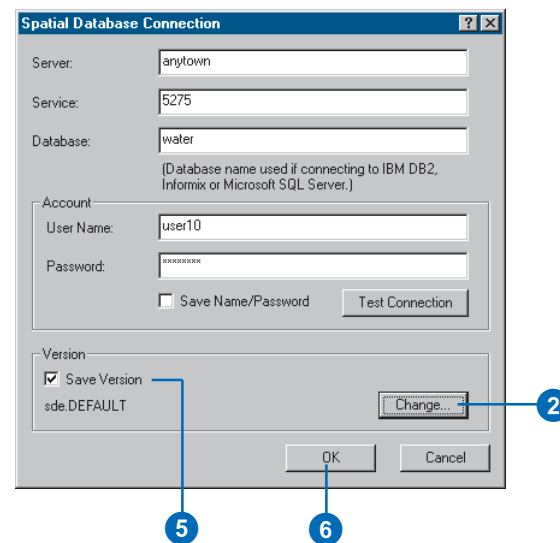 Spatial Database Connection
Server: anytown
Service: 5275
Database: water
(Database name used if connecting to IBM DB2,
Informix or Microsoft SQL Server.)
Account
User Name: user10
Password: ********
Save Name/Password Test Connection
Version
Save Version
sde.DEFAULT Change... 2
OK Cancel
5 6